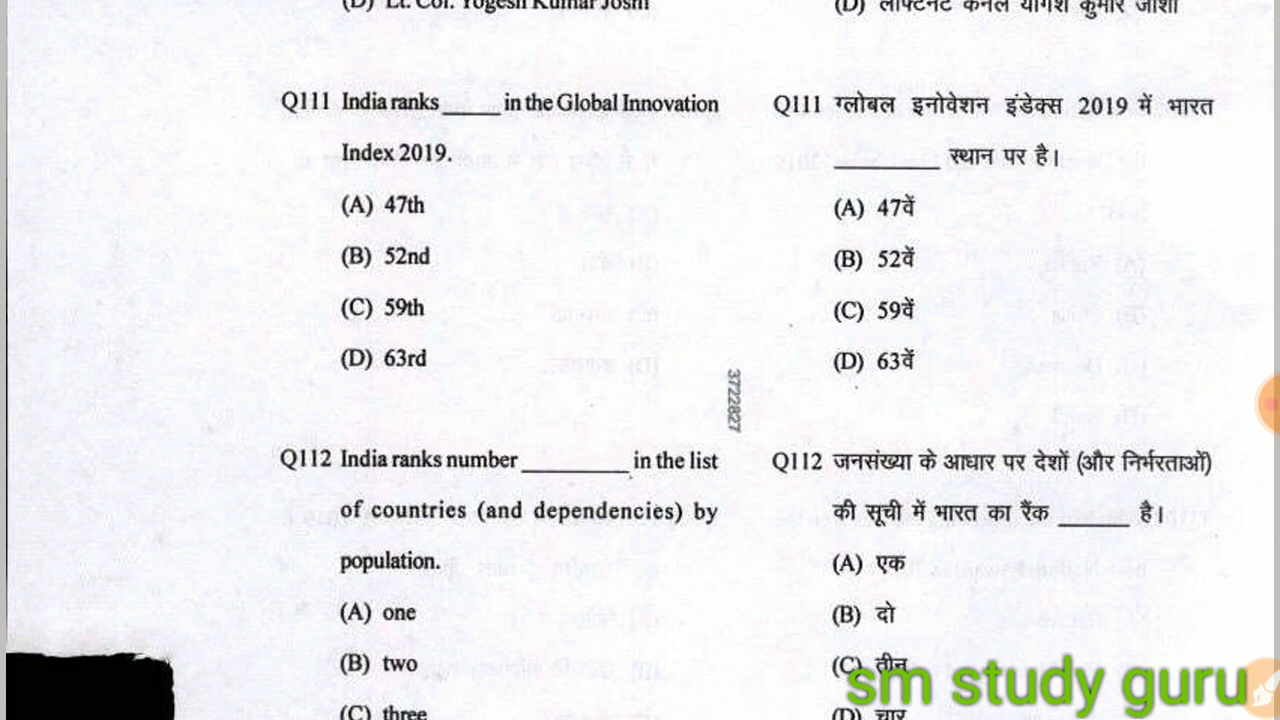 (D) Lt. Col. Yogesh Kumar Joshi
Q111 India ranks _____ in the Global Innovation
Index 2019.
(A) 47th
(B) 52nd
(C) 59th
(D) 63rd
3722827
Q112 India ranks number _________ in the list
of countries (and dependencies) by
population.
(A) one
(B) two
(C) three
(D) लेफ्टिनेंट कर्नल योगेश कुमार जोशी
Q111 ग्लोबल इनोवेशन इंडेक्स 2019 में भारत
_________ स्थान पर है।
(A) 47वें
(B) 52वें
(C) 59वें
(D) 63वें
Q112 जनसंख्या के आधार पर देशों (और निर्भरताओं)
की सूची में भारत का रैंक ______ है।
(A) एक
(B) दो
(C) तीन
(D) चार
sm study guru